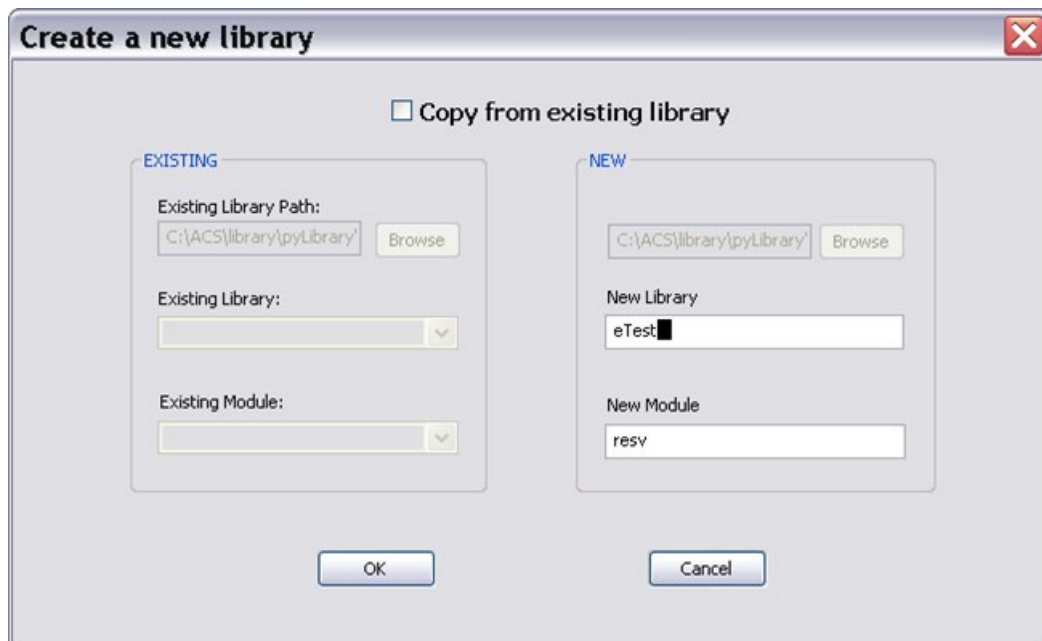 Create a new library
Copy from existing library
EXISTING
Existing Library Path:
C:\ACS\library\pyLibrary'
Browse
Existing Library:
Existing Module:
NEW
C:\ACS\library\pyLibrary'
Browse
New Library
eTest
New Module
resv
OK
Cancel